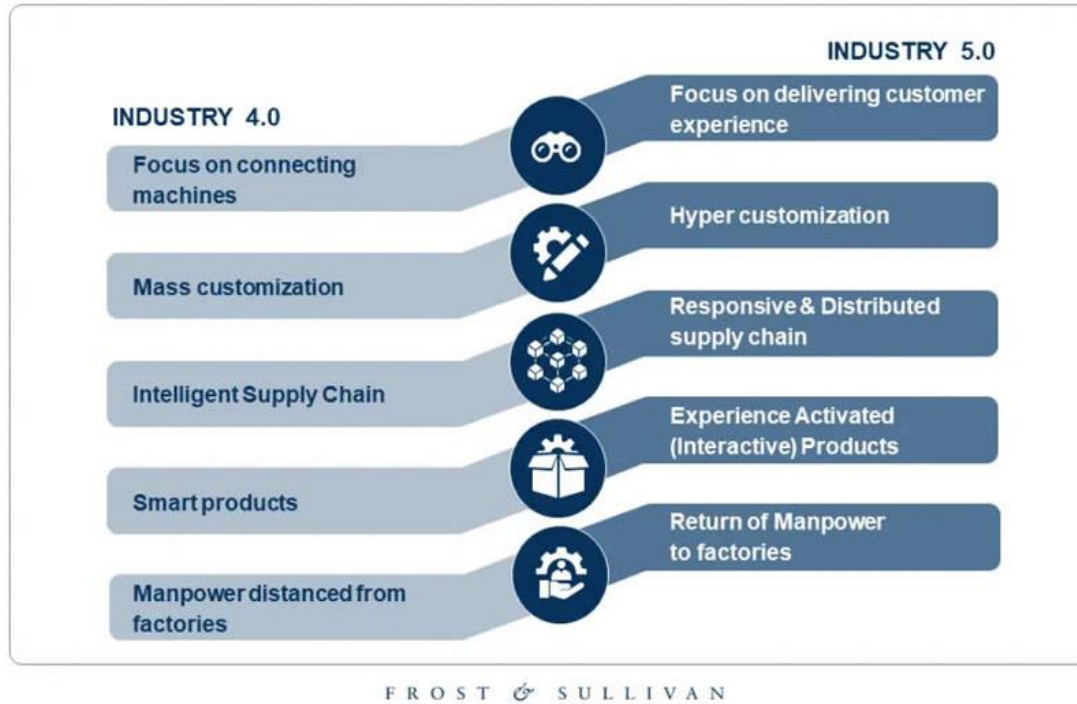 INDUSTRY 5.0
INDUSTRY 4.0
Focus on connecting
machines
Focus on delivering customer
experience
Mass customization
Hyper customization
Intelligent Supply Chain
Responsive & Distributed
supply chain
Smart products
Experience Activated
(Interactive) Products
Manpower distanced from
factories
Return of Manpower
to factories
FROST & SULLIVAN